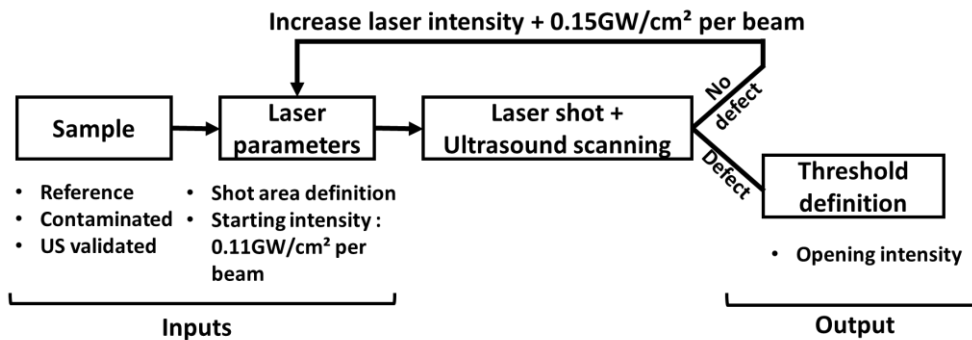 Increase laser intensity + 0.15GW/cm² per beam
Sample
Laser
parameters
Laser shot +
Ultrasound scanning
No
defect
Defect
Threshold
definition
• Reference
• Contaminated
• US validated
• Shot area definition
• Starting intensity :
0.11GW/cm² per
beam
• Opening intensity
Inputs
Output